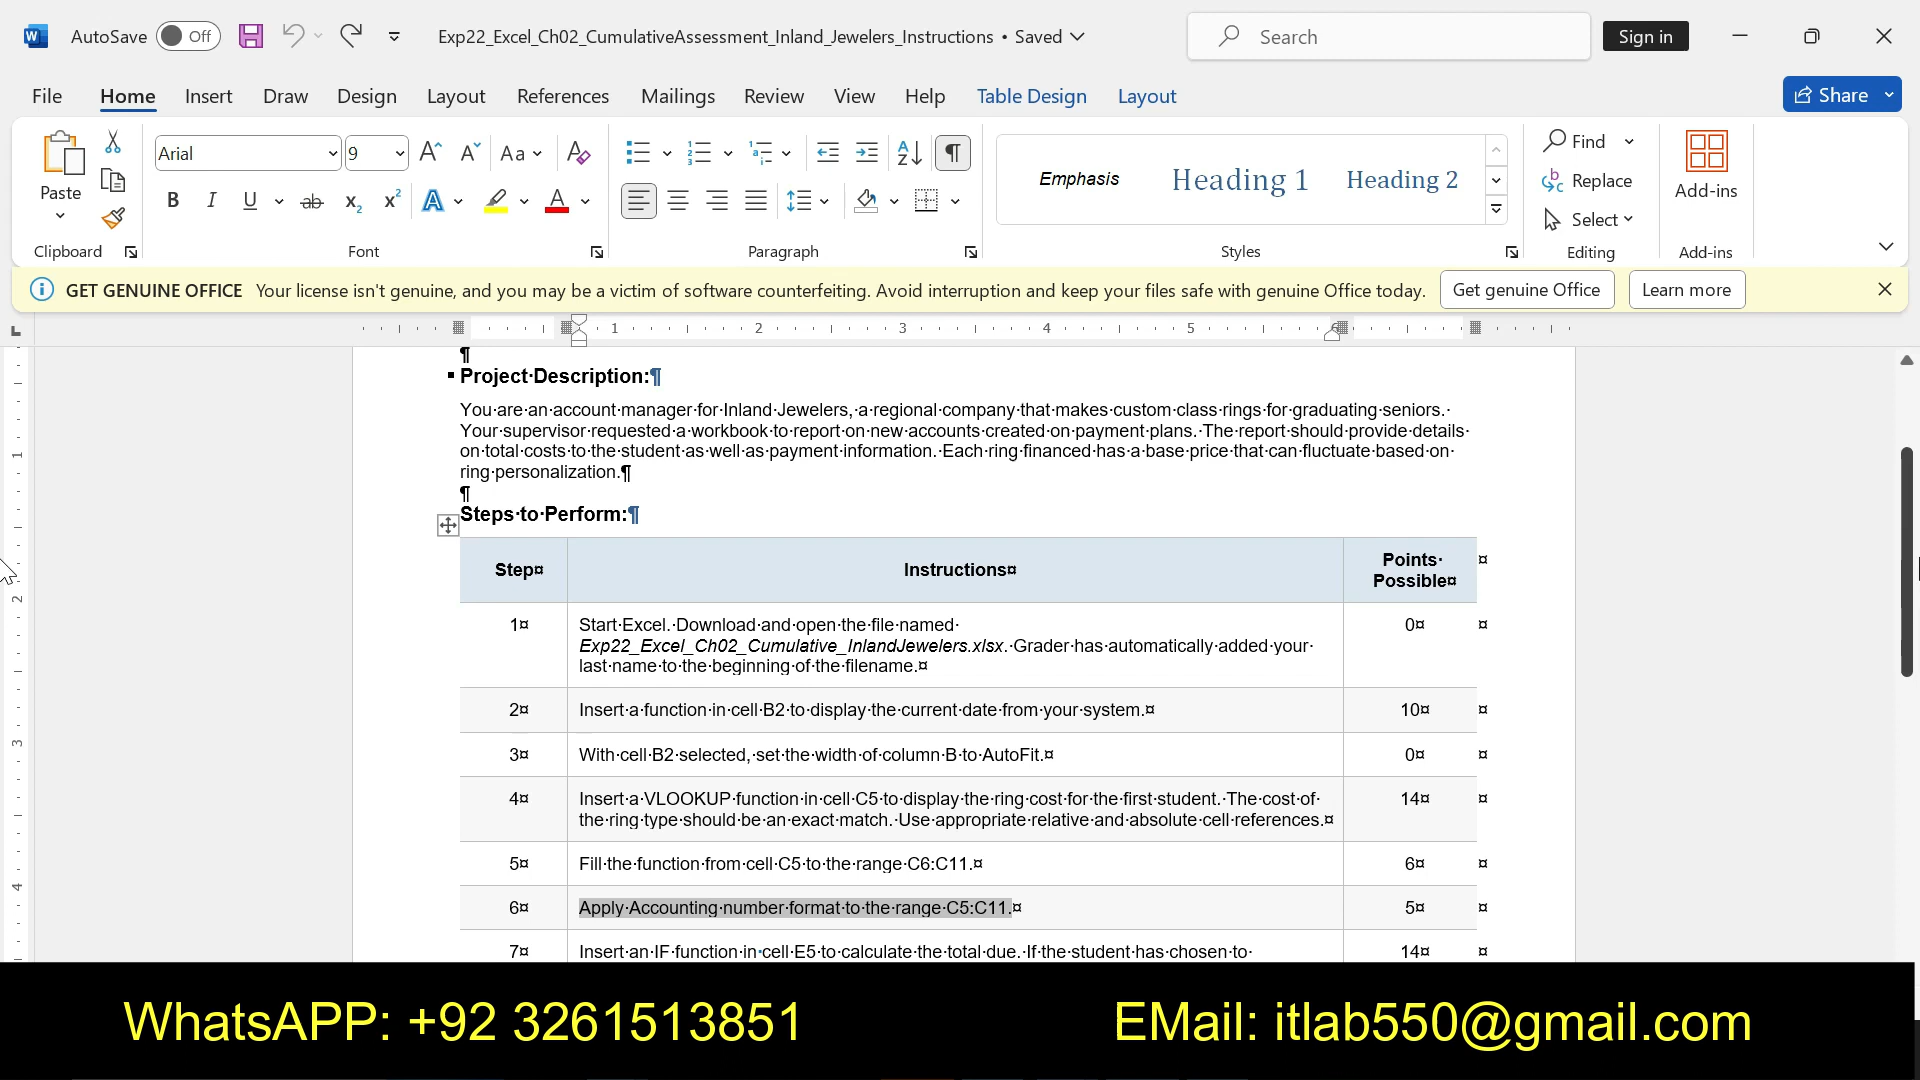 AutoSave Off Exp22_Excel_Ch02_CumulativeAssessment_Inland_Jewelers_Instructions • Saved Search Sign in
File Home Insert Draw Design Layout References Mailings Review View Help Table Design Layout Share
Paste
Arial 9
Aa
Emphasis Heading 1 Heading 2
Find
Replace
Select
Add-ins
Clipboard Font Paragraph Styles Editing Add-ins
GET GENUINE OFFICE Your license isn't genuine, and you may be a victim of software counterfeiting. Avoid interruption and keep your files safe with genuine Office today. Get genuine Office Learn more
1 2 3 4 5 6
1
2
3
4
¶
Project·Description:¶
You·are·an·account·manager·for·Inland·Jewelers,·a·regional·company·that·makes·custom·class·rings·for·graduating·seniors.·
Your·supervisor·requested·a·workbook·to·report·on·new·accounts·created·on·payment·plans.·The·report·should·provide·details·
on·total·costs·to·the·student·as·well·as·payment·information.·Each·ring·financed·has·a·base·price·that·can·fluctuate·based·on·
ring·personalization.¶
¶
Steps·to·Perform:¶
Step¤ Instructions¤ Points·
Possible¤ ¤
1¤ Start·Excel.·Download·and·open·the·file·named· 0¤ ¤
Exp22_Excel_Ch02_Cumulative_InlandJewelers.xlsx.·Grader·has·automatically·added·your·
last·name·to·the·beginning·of·the·filename.¤
2¤ Insert·a·function·in·cell·B2·to·display·the·current·date·from·your·system.¤ 10¤ ¤
3¤ With·cell·B2·selected,·set·the·width·of·column·B·to·AutoFit.¤ 0¤ ¤
4¤ Insert·a·VLOOKUP·function·in·cell·C5·to·display·the·ring·cost·for·the·first·student.·The·cost·of· 14¤ ¤
the·ring·type·should·be·an·exact·match.·Use·appropriate·relative·and·absolute·cell·references.¤
5¤ Fill·the·function·from·cell·C5·to·the·range·C6:C11.¤ 6¤ ¤
6¤ Apply·Accounting·number·format·to·the·range·C5:C11.¤ 5¤ ¤
7¤ Insert·an·IF·function·in·cell·E5·to·calculate·the·total·due.·If·the·student·has·chosen·to· 14¤ ¤
WhatsAPP: +92 3261513851 EMail: itlab550@gmail.com